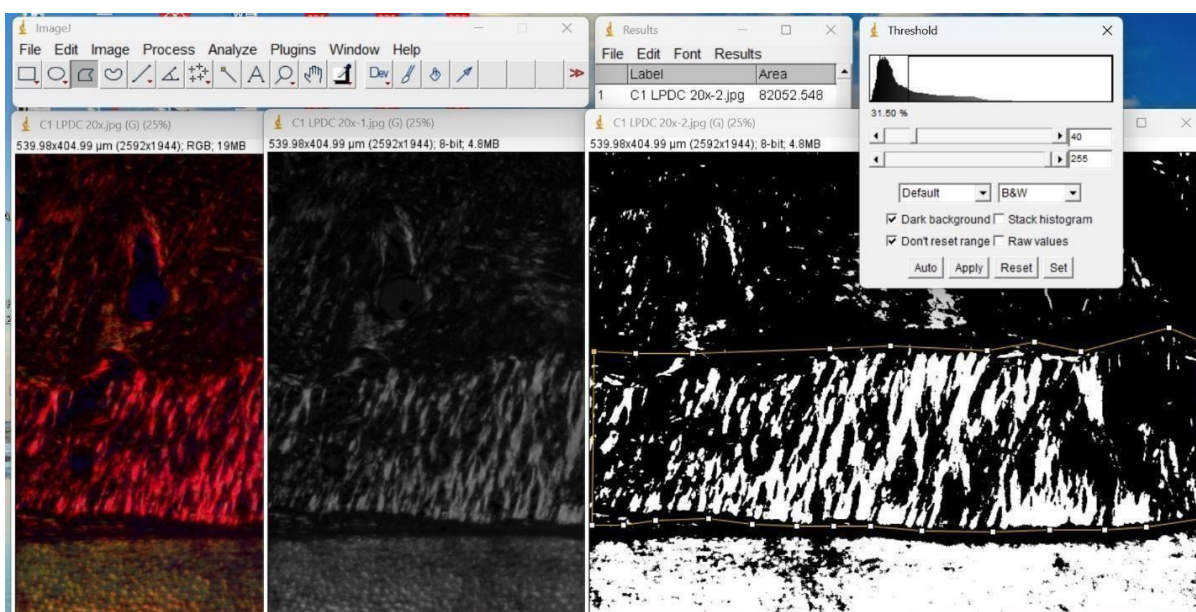 ImageJ
File Edit Image Process Analyze Plugins Window Help
Dev
Results
File Edit Font Results
Label Area
1 C1 LPDC 20x-2.jpg 82052.548
Threshold
31.50 %
40
255
Default B&W
Dark background Stack histogram
Don't reset range Raw values
Auto Apply Reset Set
C1 LPDC 20x.jpg (G) (25%)
539.98x404.99 µm (2592x1944); RGB; 19MB
C1 LPDC 20x-1.jpg (G) (25%)
539.98x404.99 µm (2592x1944); 8-bit; 4.8MB
C1 LPDC 20x-2.jpg (G) (25%)
539.98x404.99 µm (2592x1944); 8-bit; 4.8MB